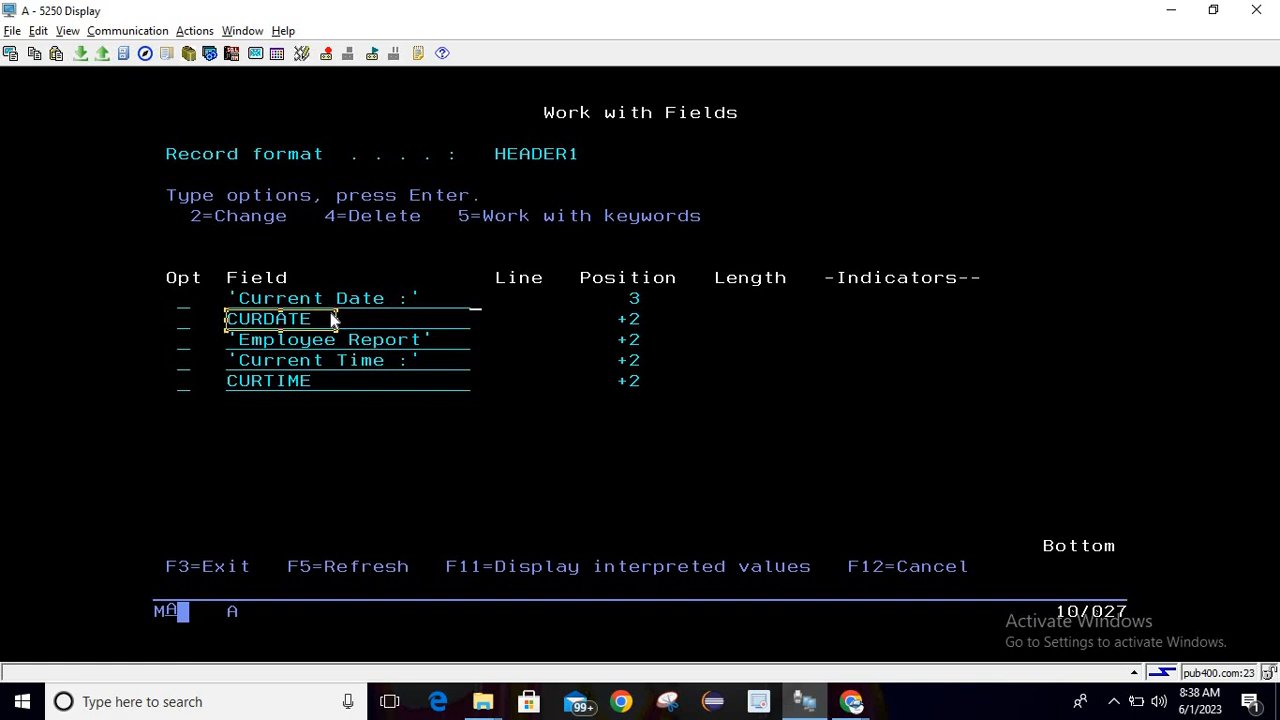 A - 5250 Display
File Edit View Communication Actions Window Help
Work with Fields
Record format . . . . : HEADER1
Type options, press Enter.
2=Change 4=Delete 5=Work with keywords
Opt Field Line Position Length -Indicators--
'Current Date :' 3
CURDATE +2
'Employee Report' +2
'Current Time :' +2
CURTIME +2
Bottom
F3=Exit F5=Refresh F11=Display interpreted values F12=Cancel
MA A 10/027
Activate Windows
Go to Settings to activate Windows.
pub400.com:23
Type here to search
99+
8:38 AM
6/1/2023
1